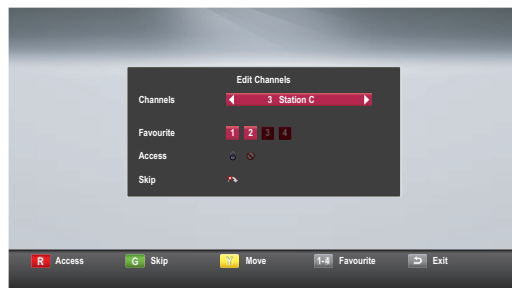 Edit Channels
Channels 3 Station C
Favourite 1 2 3 4
Access
Skip
R Access G Skip Y Move 1-4 Favourite Exit